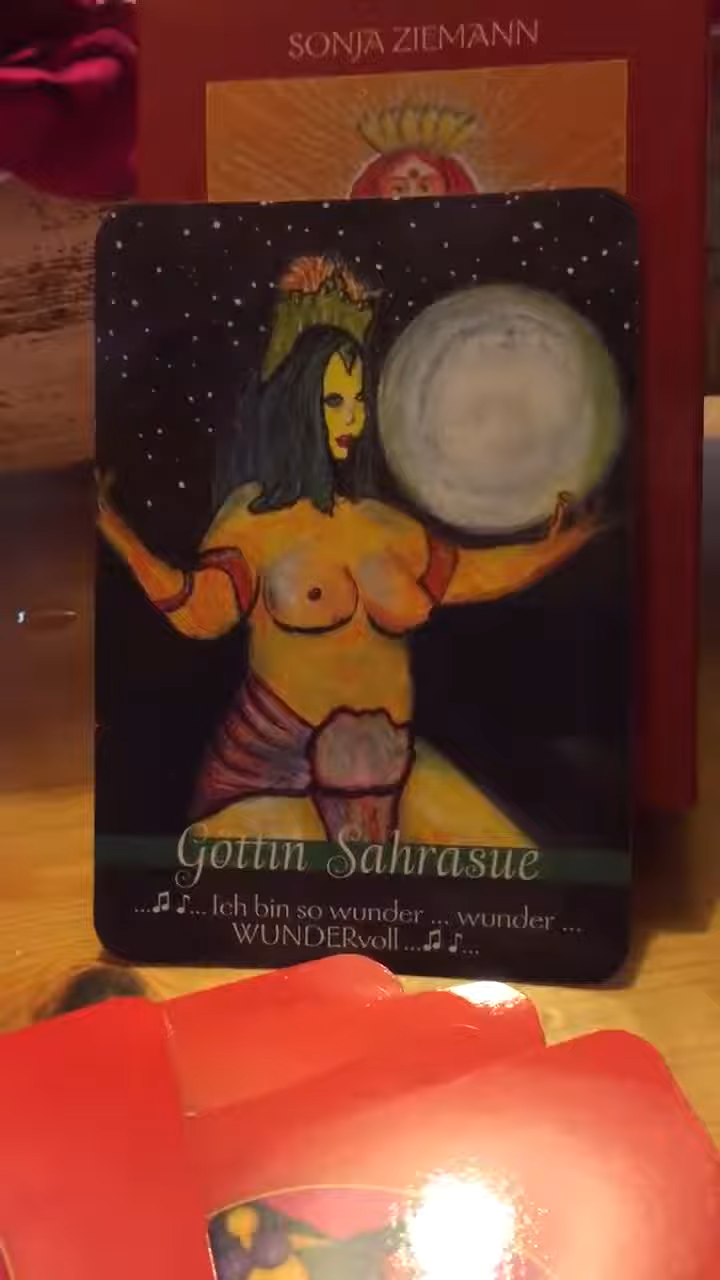 SONJA ZIEMANN
Göttin Sahrasue
...♫ ♪... Ich bin so wunder ... wunder ...
WUNDERvoll ...♫ ♪...